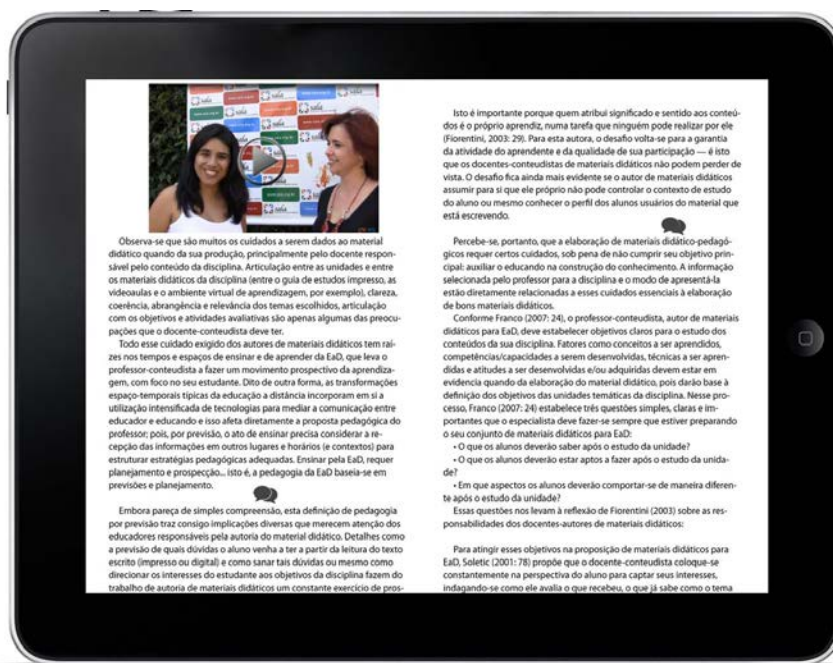 Observa-se que são muitos os cuidados a serem dados ao material
didático quando da sua produção, principalmente pelo docente respon-
sável pelo conteúdo da disciplina. Articulação entre as unidades e entre
os materiais didáticos da disciplina (entre o guia de estudos impresso, as
videoaulas e o ambiente virtual de aprendizagem, por exemplo), clareza,
coerência, abrangência e relevância dos temas escolhidos, articulação
com os objetivos e atividades avaliativas são apenas algumas das preocu-
pações que o docente-conteudista deve ter.
Todo esse cuidado exigido dos autores de materiais didáticos tem raí-
zes nos tempos e espaços de ensinar e de aprender da EaD, que leva o
professor-conteudista a fazer um movimento prospectivo da aprendiza-
gem, com foco no seu estudante. Dito de outra forma, as transformações
espaço-temporais típicas da educação a distância incorporam em si a
utilização intensificada de tecnologias para mediar a comunicação entre
educador e educando e isso afeta diretamente a proposta pedagógica do
professor; pois, por previsão, o ato de ensinar precisa considerar a re-
cepção das informações em outros lugares e horários (e contextos) para
estruturar estratégias pedagógicas adequadas. Ensinar pela EaD, requer
planejamento e prospecção... isto é, a pedagogia da EaD baseia-se em
previsões e planejamento.
Embora pareça de simples compreensão, esta definição de pedagogia
por previsão traz consigo implicações diversas que merecem atenção dos
educadores responsáveis pela autoria do material didático. Detalhes como
a previsão de quais dúvidas o aluno venha a ter a partir da leitura do texto
escrito (impresso ou digital) e como sanar tais dúvidas ou mesmo como
direcionar os interesses do estudante aos objetivos da disciplina fazem do
trabalho de autoria de materiais didáticos um constante exercício de pros-
Isto é importante porque quem atribui significado e sentido aos conteú-
dos é o próprio aprendiz, numa tarefa que ninguém pode realizar por ele
(Fiorentini, 2003: 29). Para esta autora, o desafio volta-se para a garantia
da atividade do aprendente e da qualidade de sua participação — é isto
que os docentes-conteudistas de materiais didáticos não podem perder de
vista. O desafio fica ainda mais evidente se o autor de materiais didáticos
assumir para si que ele próprio não pode controlar o contexto de estudo
do aluno ou mesmo conhecer o perfil dos alunos usuários do material que
está escrevendo.
Percebe-se, portanto, que a elaboração de materiais didático-pedagó-
gicos requer certos cuidados, sob pena de não cumprir seu objetivo prin-
cipal: auxiliar o educando na construção do conhecimento. A informação
selecionada pelo professor para a disciplina e o modo de apresentá-la
estão diretamente relacionadas a esses cuidados essenciais à elaboração
de bons materiais didáticos.
Conforme Franco (2007: 24), o professor-conteudista, autor de materiais
didáticos para EaD, deve estabelecer objetivos claros para o estudo dos
conteúdos da sua disciplina. Fatores como conceitos a ser aprendidos,
competências/capacidades a serem desenvolvidas, técnicas a ser apren-
didas e atitudes a ser desenvolvidas e/ou adquiridas devem estar em
evidencia quando da elaboração do material didático, pois darão base à
definição dos objetivos das unidades temáticas da disciplina. Nesse pro-
cesso, Franco (2007: 24) estabelece três questões simples, claras e im-
portantes que o especialista deve fazer-se sempre que estiver preparando
o seu conjunto de materiais didáticos para EaD:
• O que os alunos deverão saber após o estudo da unidade?
• O que os alunos deverão estar aptos a fazer após o estudo da unida-
de?
• Em que aspectos os alunos deverão comportar-se de maneira diferen-
te após o estudo da unidade?
Essas questões nos levam à reflexão de Fiorentini (2003) sobre as res-
ponsabilidades dos docentes-autores de materiais didáticos:
Para atingir esses objetivos na proposição de materiais didáticos para
EaD, Soletic (2001: 78) propõe que o docente-conteudista coloque-se
constantemente na perspectiva do aluno para captar seus interesses,
indagando-se como ele avalia o que recebeu, o que já sabe como o tema